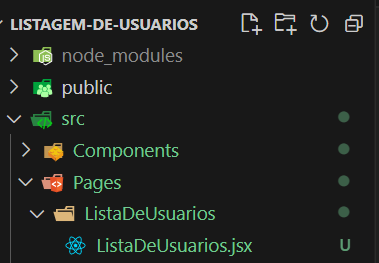 LISTAGEM-DE-USUARIOS
node_modules
public
src
Components
Pages
ListaDeUsuarios
ListaDeUsuarios.jsx U